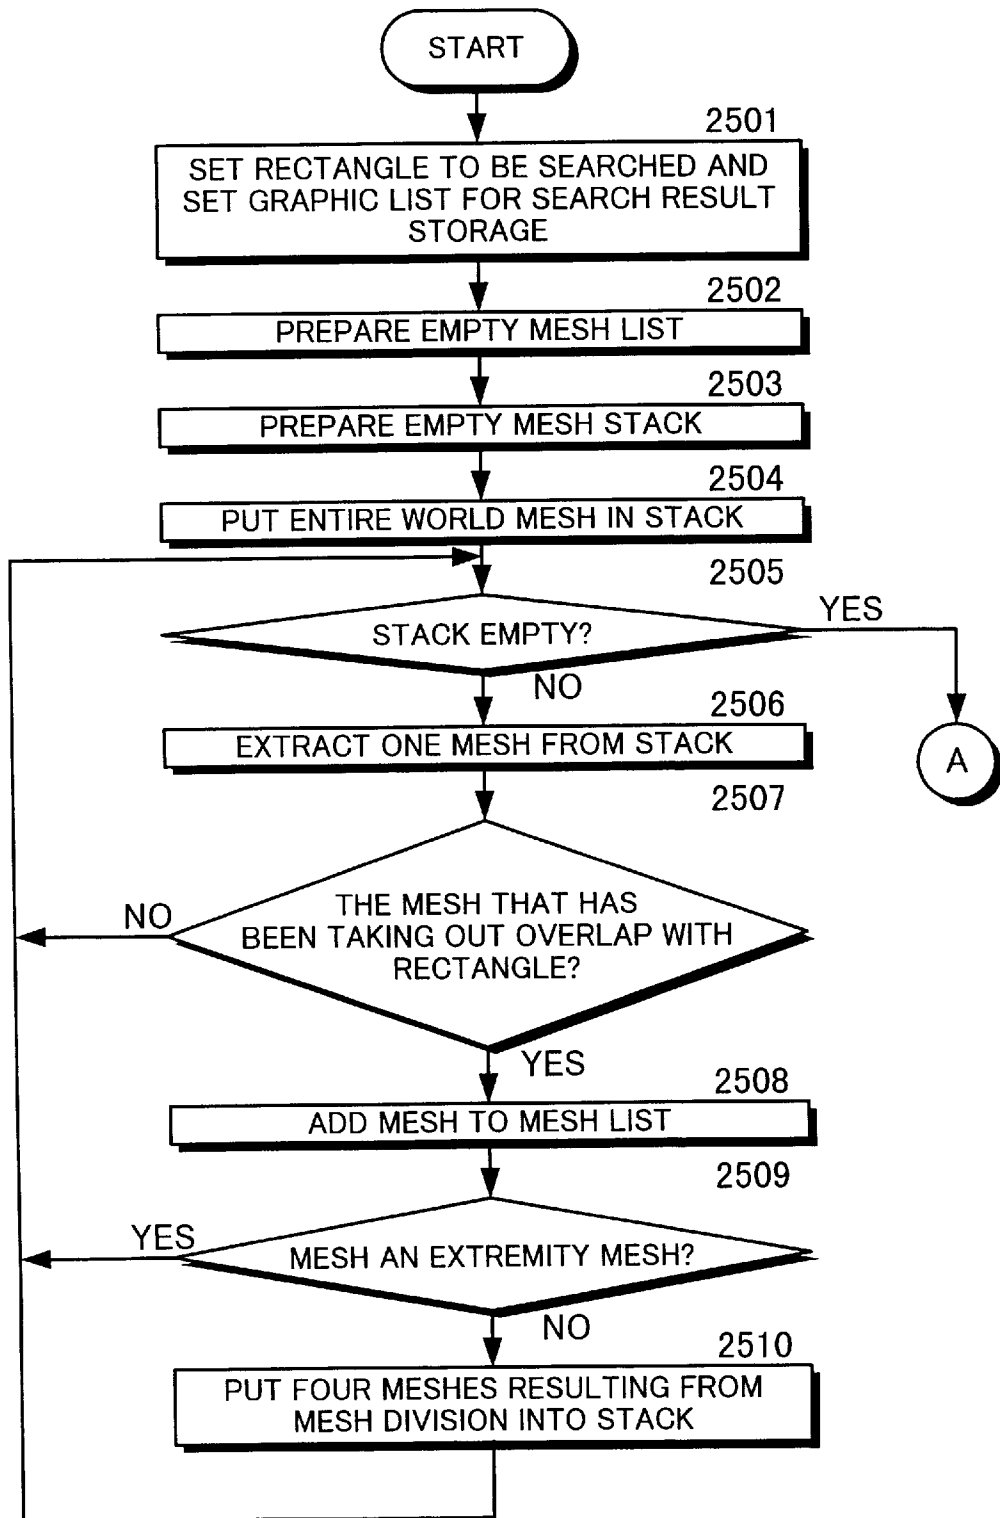 START
2501
SET RECTANGLE TO BE SEARCHED AND
SET GRAPHIC LIST FOR SEARCH RESULT
STORAGE
2502
PREPARE EMPTY MESH LIST
2503
PREPARE EMPTY MESH STACK
2504
PUT ENTIRE WORLD MESH IN STACK
2505
STACK EMPTY?
YES
NO
2506
EXTRACT ONE MESH FROM STACK
A
2507
THE MESH THAT HAS
BEEN TAKING OUT OVERLAP WITH
RECTANGLE?
NO
YES
2508
ADD MESH TO MESH LIST
2509
MESH AN EXTREMITY MESH?
YES
NO
2510
PUT FOUR MESHES RESULTING FROM
MESH DIVISION INTO STACK